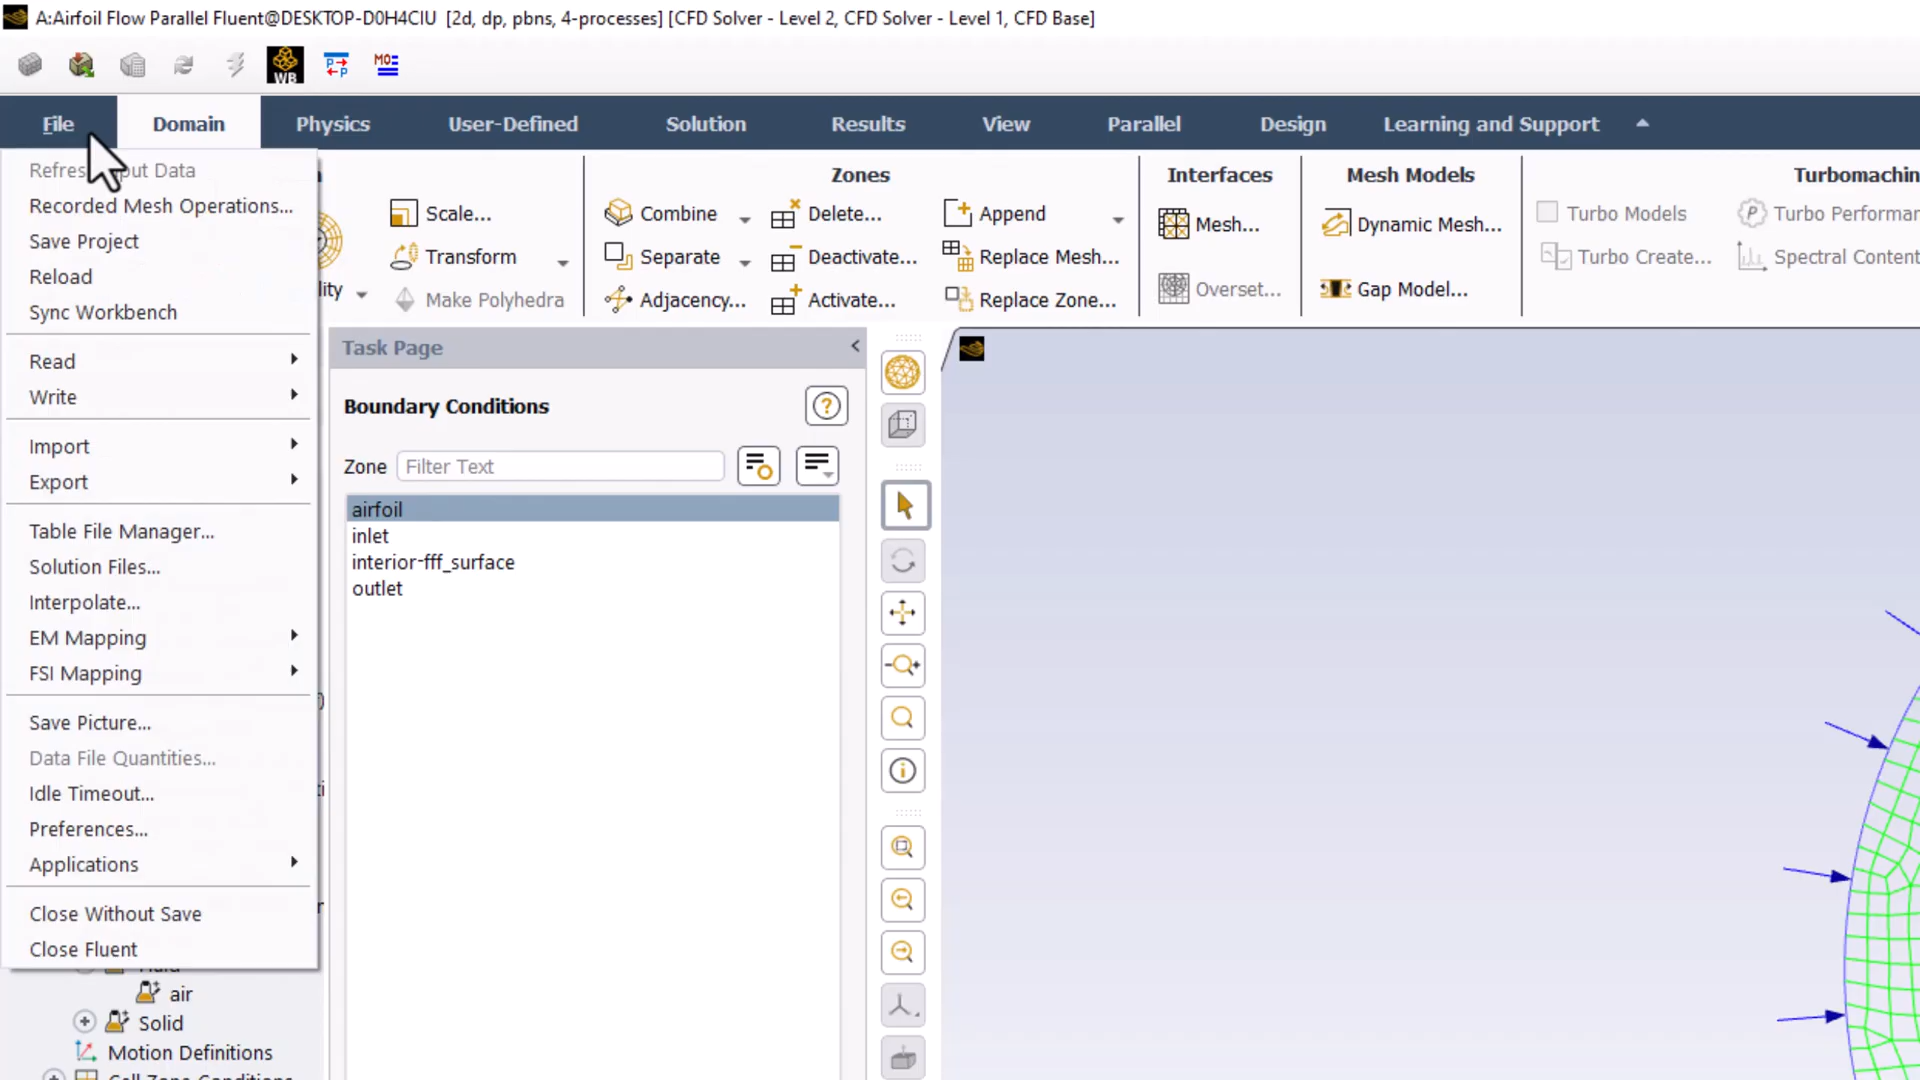 A:Airfoil Flow Parallel Fluent@DESKTOP-D0H4CIU [2d, dp, pbns, 4-processes] [CFD Solver - Level 2, CFD Solver - Level 1, CFD Base]
WB
File Domain Physics User-Defined Solution Results View Parallel Design Learning and Support
Recorded Mesh Operations...
Save Project
Reload
Sync Workbench
Read
Write
Import
Export
Table File Manager...
Solution Files...
Interpolate...
EM Mapping
FSI Mapping
Save Picture...
Data File Quantities...
Idle Timeout...
Preferences...
Applications
Close Without Save
Close Fluent
air
Solid
Motion Definitions
Scale...
Transform
Make Polyhedra
Zones
Combine Delete... Append
Separate Deactivate... Replace Mesh...
Adjacency... Activate... Replace Zone...
Interfaces
Mesh...
Overset...
Mesh Models
Dynamic Mesh...
Gap Model...
Turbo Models
Turbo Create...
Spectral Content
Task Page
Boundary Conditions
Zone Filter Text
airfoil
inlet
interior-fff_surface
outlet